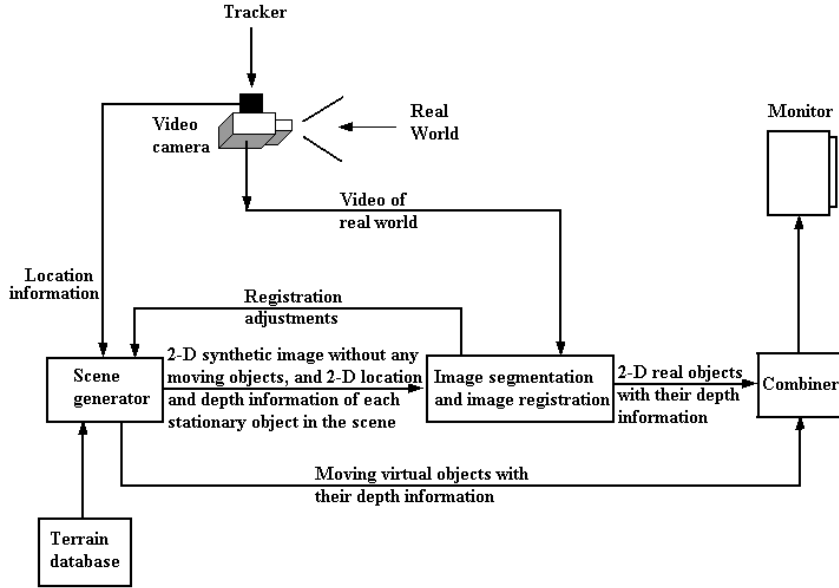 Tracker
Video
camera
Real
World
Monitor
Video of
real world
Location
information
Registration
adjustments
Scene
generator
2-D synthetic image without any
moving objects, and 2-D location
and depth information of each
stationary object in the scene
Image segmentation
and image registration
2-D real objects
with their depth
information
Combiner
Moving virtual objects with
their depth information
Terrain
database